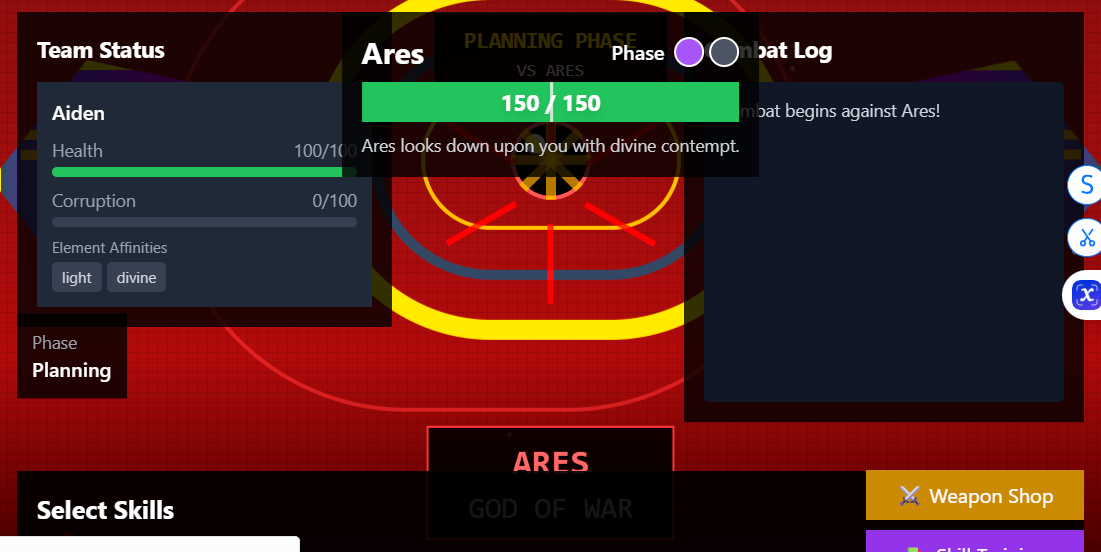 Team Status
Aiden
Health 100/100
Corruption 0/100
Element Affinities
light divine
Phase
Planning
PLANNING PHASE
VS ARES
Ares
Phase
150 / 150
Ares looks down upon you with divine contempt.
bat Log
mbat begins against Ares!
S
ARES
GOD OF WAR
Select Skills
Weapon Shop
Skill